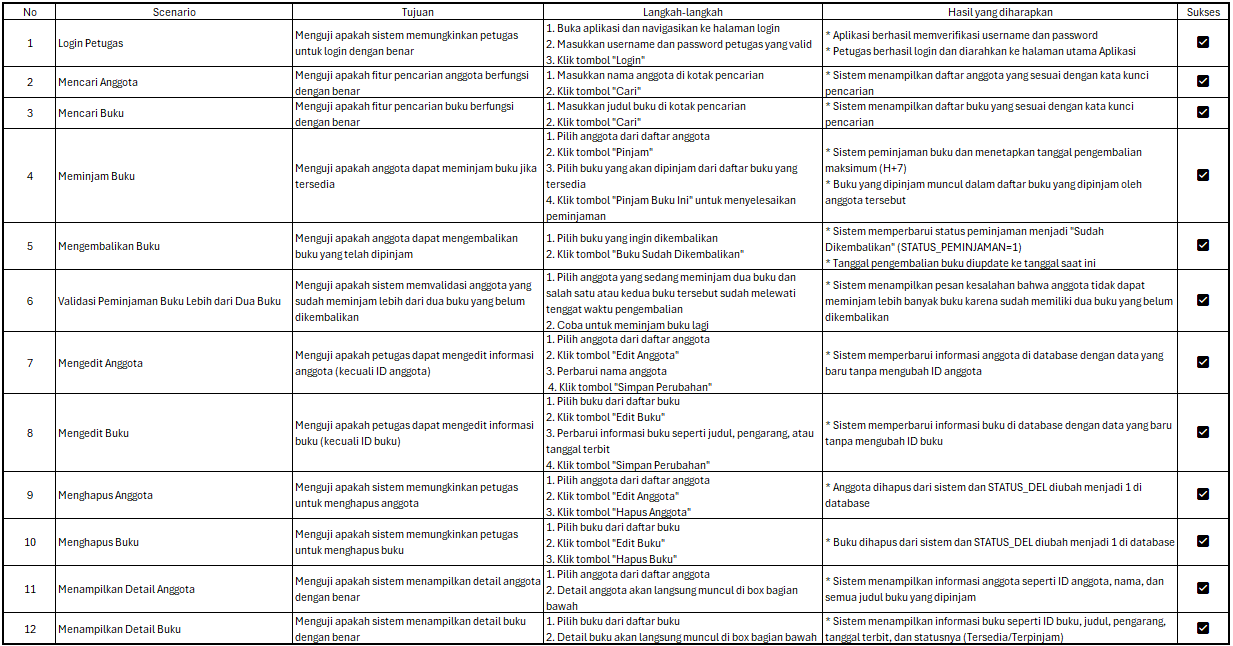 No Scenario Tujuan Langkah-langkah Hasil yang diharapkan Sukses
1
Login Petugas
Menguji apakah sistem memungkinkan petugas
untuk login dengan benar
1. Buka aplikasi dan navigasikan ke halaman login
2. Masukkan username dan password petugas yang valid
3. Klik tombol "Login"
* Aplikasi berhasil memverifikasi username dan password
* Petugas berhasil login dan diarahkan ke halaman utama Aplikasi
2
Mencari Anggota
Menguji apakah fitur pencarian anggota berfungsi
dengan benar
1. Masukkan nama anggota di kotak pencarian
2. Klik tombol "Cari"
* Sistem menampilkan daftar anggota yang sesuai dengan kata kunci
pencarian
3
Mencari Buku
Menguji apakah fitur pencarian buku berfungsi
dengan benar
1. Masukkan judul buku di kotak pencarian
2. Klik tombol "Cari"
* Sistem menampilkan daftar buku yang sesuai dengan kata kunci
pencarian
4
Meminjam Buku
Menguji apakah anggota dapat meminjam buku jika
tersedia
1. Pilih anggota dari daftar anggota
2. Klik tombol "Pinjam"
3. Pilih buku yang akan dipinjam dari daftar buku yang
tersedia
4. Klik tombol "Pinjam Buku Ini" untuk menyelesaikan
peminjaman
* Sistem peminjaman buku dan menetapkan tanggal pengembalian
maksimum (H+7)
* Buku yang dipinjam muncul dalam daftar buku yang dipinjam oleh
anggota tersebut
5
Mengembalikan Buku
Menguji apakah anggota dapat mengembalikan
buku yang telah dipinjam
1. Pilih buku yang ingin dikembalikan
2. Klik tombol "Buku Sudah Dikembalikan"
* Sistem memperbarui status peminjaman menjadi "Sudah
Dikembalikan" (STATUS_PEMINJAMAN=1)
* Tanggal pengembalian buku diupdate ke tanggal saat ini
6
Validasi Peminjaman Buku Lebih dari Dua Buku
Menguji apakah sistem memvalidasi anggota yang
sudah meminjam lebih dari dua buku yang belum
dikembalikan
1. Pilih anggota yang sedang meminjam dua buku dan
salah satu atau kedua buku tersebut sudah melewati
tenggat waktu pengembalian
2. Coba untuk meminjam buku lagi
* Sistem menampilkan pesan kesalahan bahwa anggota tidak dapat
meminjam lebih banyak buku karena sudah memiliki dua buku yang belum
dikembalikan
7
Mengedit Anggota
Menguji apakah petugas dapat mengedit informasi
anggota (kecuali ID anggota)
1. Pilih anggota dari daftar anggota
2. Klik tombol "Edit Anggota"
3. Perbarui nama anggota
4. Klik tombol "Simpan Perubahan"
* Sistem memperbarui informasi anggota di database dengan data yang
baru tanpa mengubah ID anggota
8
Mengedit Buku
Menguji apakah petugas dapat mengedit informasi
buku (kecuali ID buku)
1. Pilih buku dari daftar buku
2. Klik tombol "Edit Buku"
3. Perbarui informasi buku seperti judul, pengarang, atau
tanggal terbit
4. Klik tombol "Simpan Perubahan"
* Sistem memperbarui informasi buku di database dengan data yang baru
tanpa mengubah ID buku
9
Menghapus Anggota
Menguji apakah sistem memungkinkan petugas
untuk menghapus anggota
1. Pilih anggota dari daftar anggota
2. Klik tombol "Edit Anggota"
3. Klik tombol "Hapus Anggota"
* Anggota dihapus dari sistem dan STATUS_DEL diubah menjadi 1 di
database
10
Menghapus Buku
Menguji apakah sistem memungkinkan petugas
untuk menghapus buku
1. Pilih buku dari daftar buku
2. Klik tombol "Edit Buku"
3. Klik tombol "Hapus Buku"
* Buku dihapus dari sistem dan STATUS_DEL diubah menjadi 1 di database
11
Menampilkan Detail Anggota
Menguji apakah sistem menampilkan detail anggota
dengan benar
1. Pilih anggota dari daftar anggota
2. Detail anggota akan langsung muncul di box bagian
bawah
* Sistem menampilkan informasi anggota seperti ID anggota, nama, dan
semua judul buku yang dipinjam
12
Menampilkan Detail Buku
Menguji apakah sistem menampilkan detail buku
dengan benar
1. Pilih buku dari daftar buku
2. Detail buku akan langsung muncul di box bagian bawah
* Sistem menampilkan informasi buku seperti ID buku, judul, pengarang,
tanggal terbit, dan statusnya (Tersedia/Terpinjam)